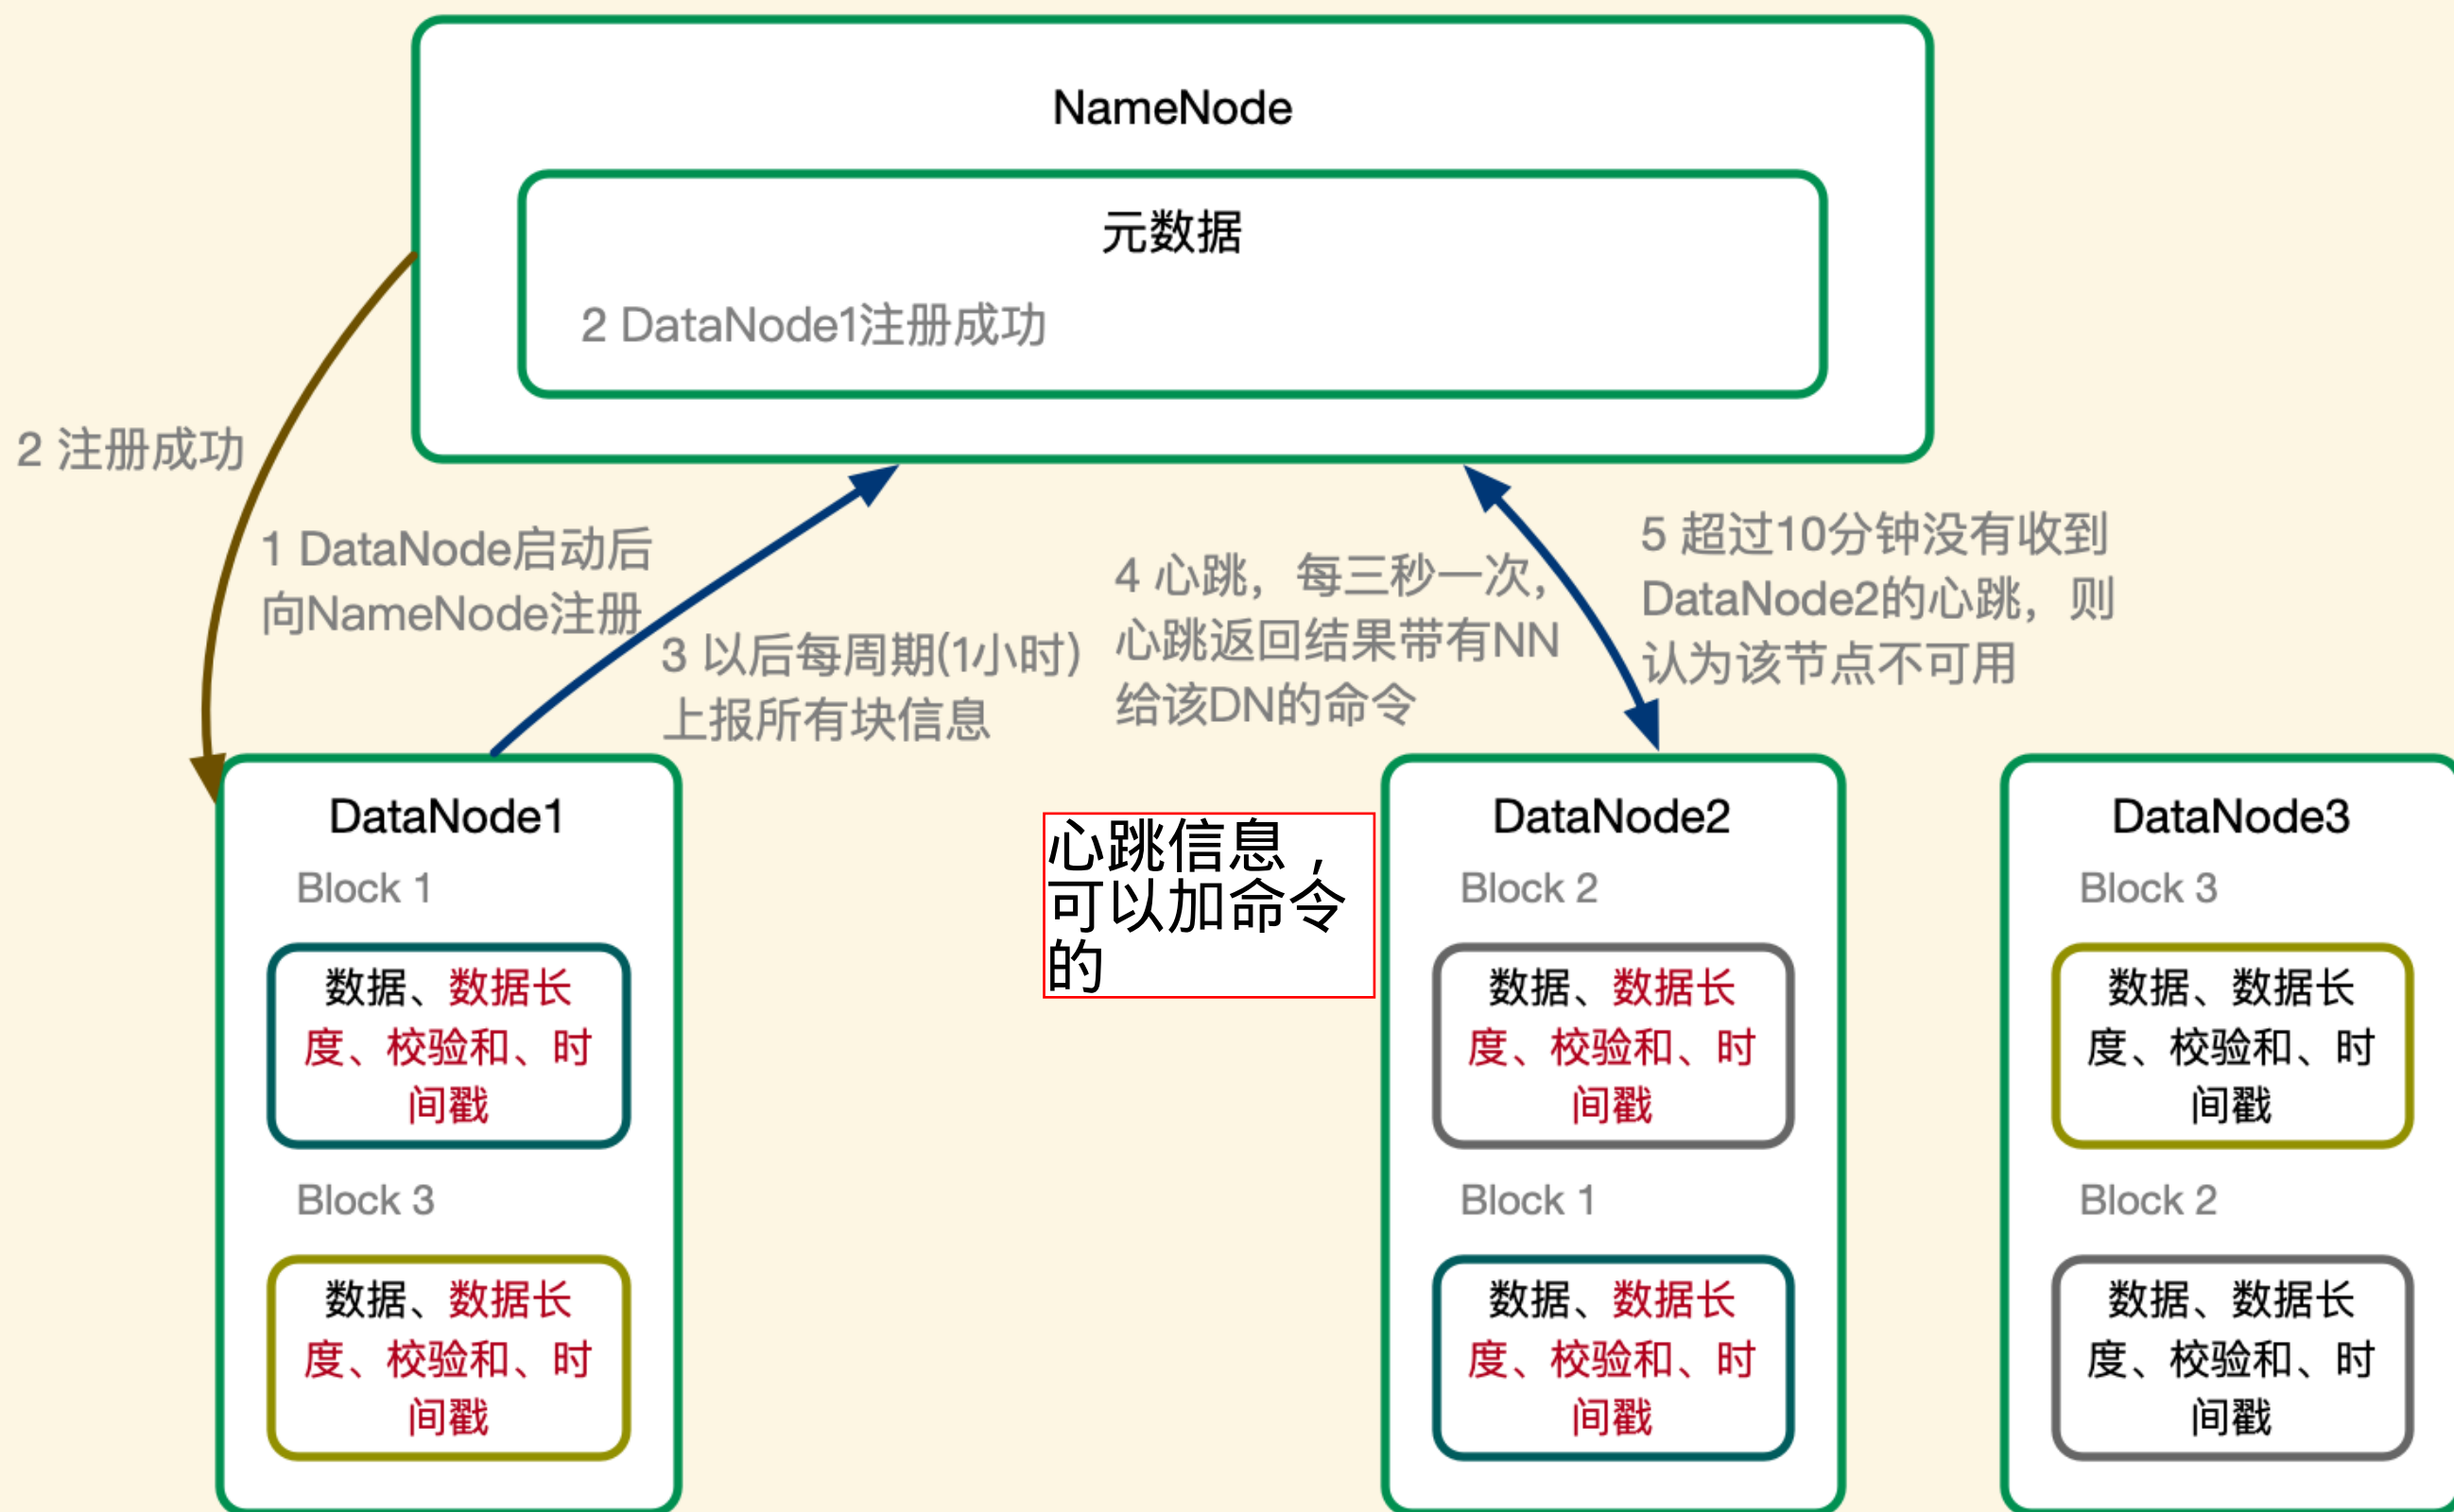 NameNode
元数据
2 DataNode1注册成功
2 注册成功
1 DataNode启动后
向NameNode注册
3 以后每周期(1小时)
上报所有块信息
4 心跳，每三秒一次，
心跳返回结果带有NN
给该DN的命令
5 超过10分钟没有收到
DataNode2的心跳，则
认为该节点不可用
DataNode1
Block 1
数据、数据长
度、校验和、时
间戳
Block 3
数据、数据长
度、校验和、时
间戳
心跳信息，
可以加命令
的
DataNode2
Block 2
数据、数据长
度、校验和、时
间戳
Block 1
数据、数据长
度、校验和、时
间戳
DataNode3
Block 3
数据、数据长
度、校验和、时
间戳
Block 2
数据、数据长
度、校验和、时
间戳